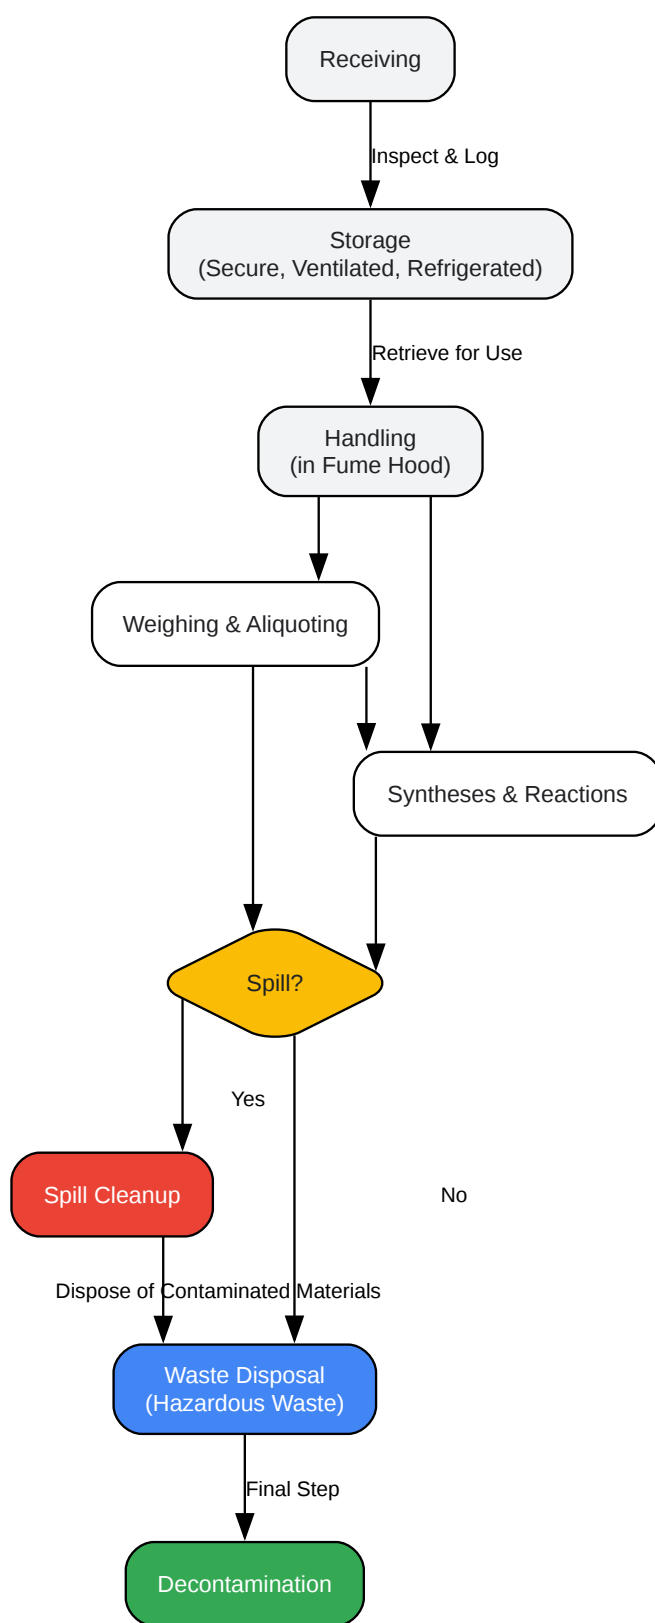 Receiving
Inspect & Log
Storage
(Secure, Ventilated, Refrigerated)
Retrieve for Use
Handling
(in Fume Hood)
Weighing & Aliquoting
Syntheses & Reactions
Spill?
Yes
Spill Cleanup
No
Dispose of Contaminated Materials
Waste Disposal
(Hazardous Waste)
Final Step
Decontamination